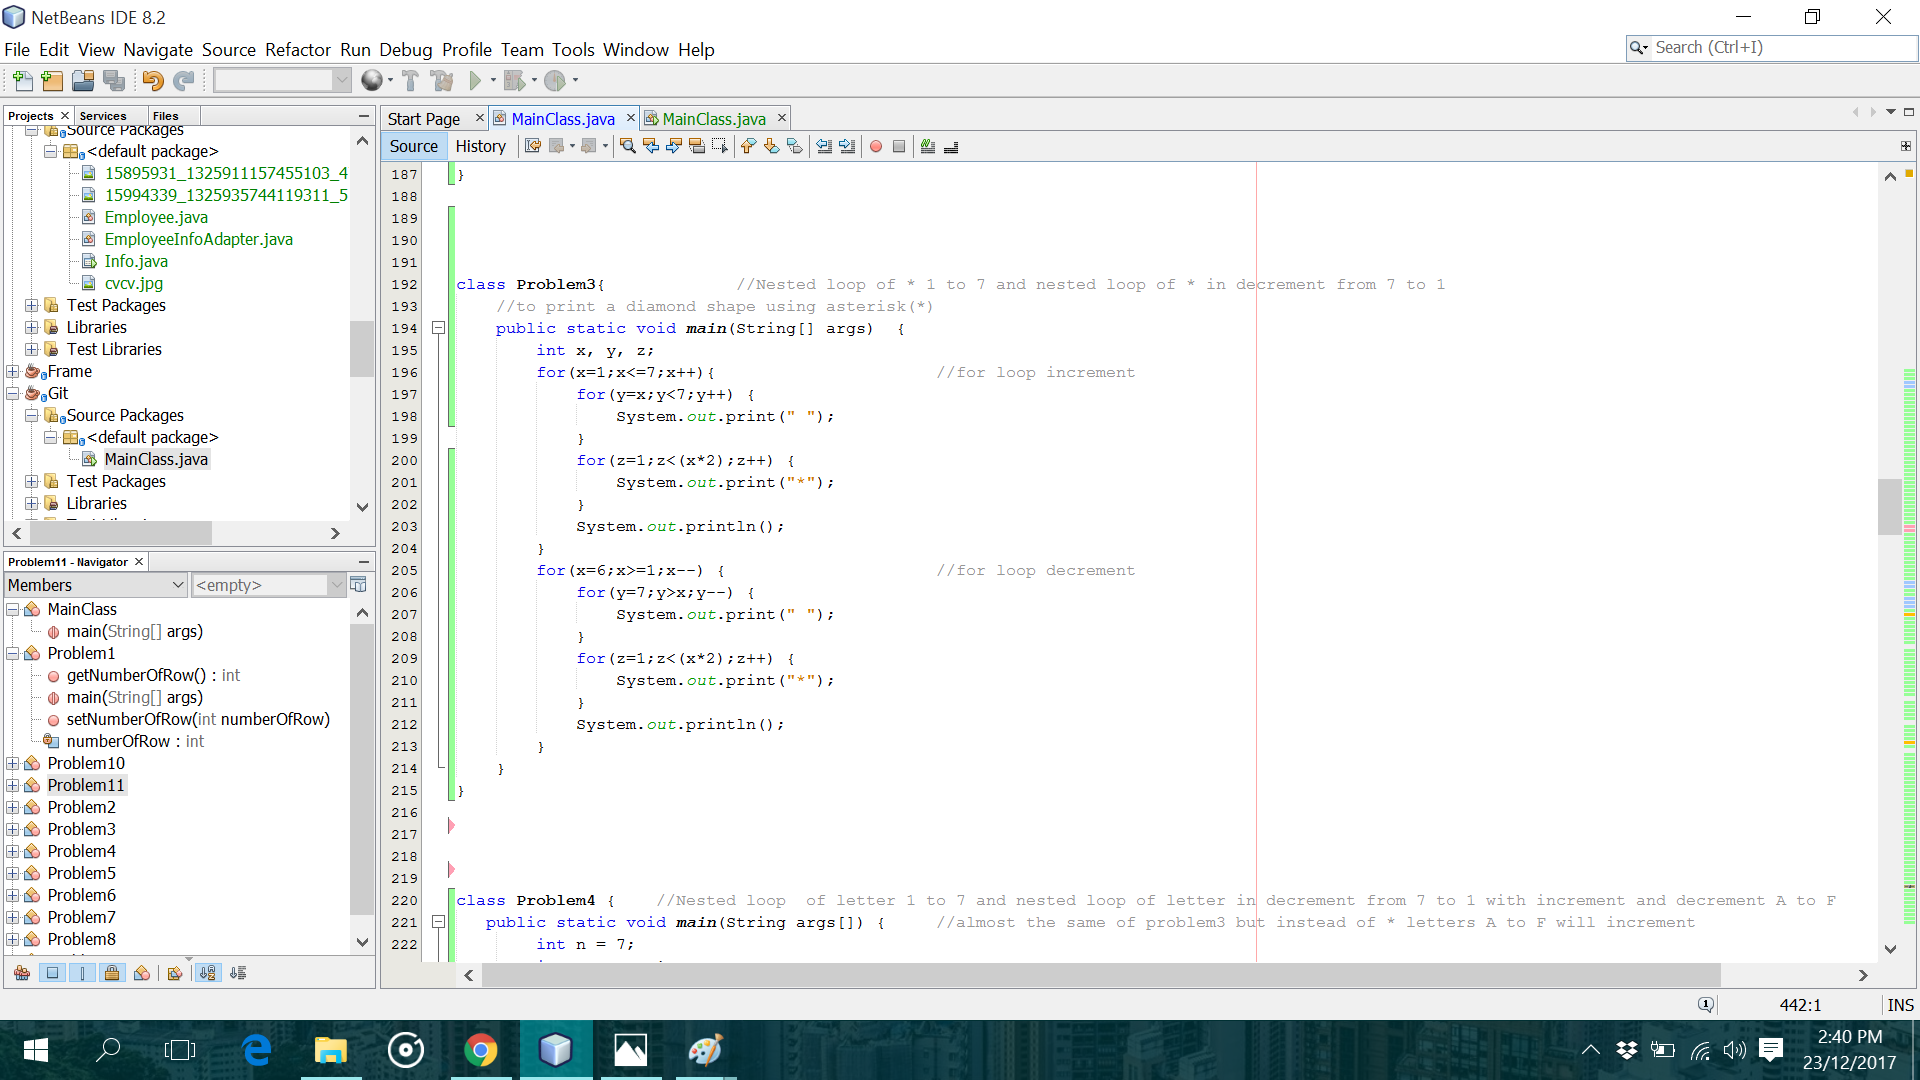 NetBeans IDE 8.2
File Edit View Navigate Source Refactor Run Debug Profile Team Tools Window Help
Search (Ctrl+I)
Projects
Services
Files
Source Packages
<default package>
15895931_1325911157455103_4
15994339_1325935744119311_5
Employee.java
EmployeeInfoAdapter.java
Info.java
cvcv.jpg
Test Packages
Libraries
Test Libraries
Frame
Git
Source Packages
<default package>
MainClass.java
Test Packages
Libraries
Problem11 - Navigator
Members
<empty>
MainClass
main(String[] args)
Problem1
getNumberOfRow() : int
main(String[] args)
setNumberOfRow(int numberOfRow)
numberOfRow : int
Problem10
Problem11
Problem2
Problem3
Problem4
Problem5
Problem6
Problem7
Problem8
Start Page
MainClass.java
MainClass.java
Source
History
187 }
188
189
190
191
192 class Problem3{ //Nested loop of * 1 to 7 and nested loop of * in decrement from 7 to 1
193 //to print a diamond shape using asterisk(*)
194 public static void main(String[] args) {
195 int x, y, z;
196 for(x=1;x<=7;x++){ //for loop increment
197 for(y=x;y<7;y++) {
198 System.out.print(" ");
199 }
200 for(z=1;z<(x*2);z++) {
201 System.out.print("*");
202 }
203 System.out.println();
204 }
205 for(x=6;x>=1;x--) { //for loop decrement
206 for(y=7;y>x;y--) {
207 System.out.print(" ");
208 }
209 for(z=1;z<(x*2);z++) {
210 System.out.print("*");
211 }
212 System.out.println();
213 }
214 }
215 }
216
217
218
219
220 class Problem4 { //Nested loop of letter 1 to 7 and nested loop of letter in decrement from 7 to 1 with increment and decrement A to F
221 public static void main(String args[]) { //almost the same of problem3 but instead of * letters A to F will increment
222 int n = 7;
442:1
INS
2:40 PM
23/12/2017